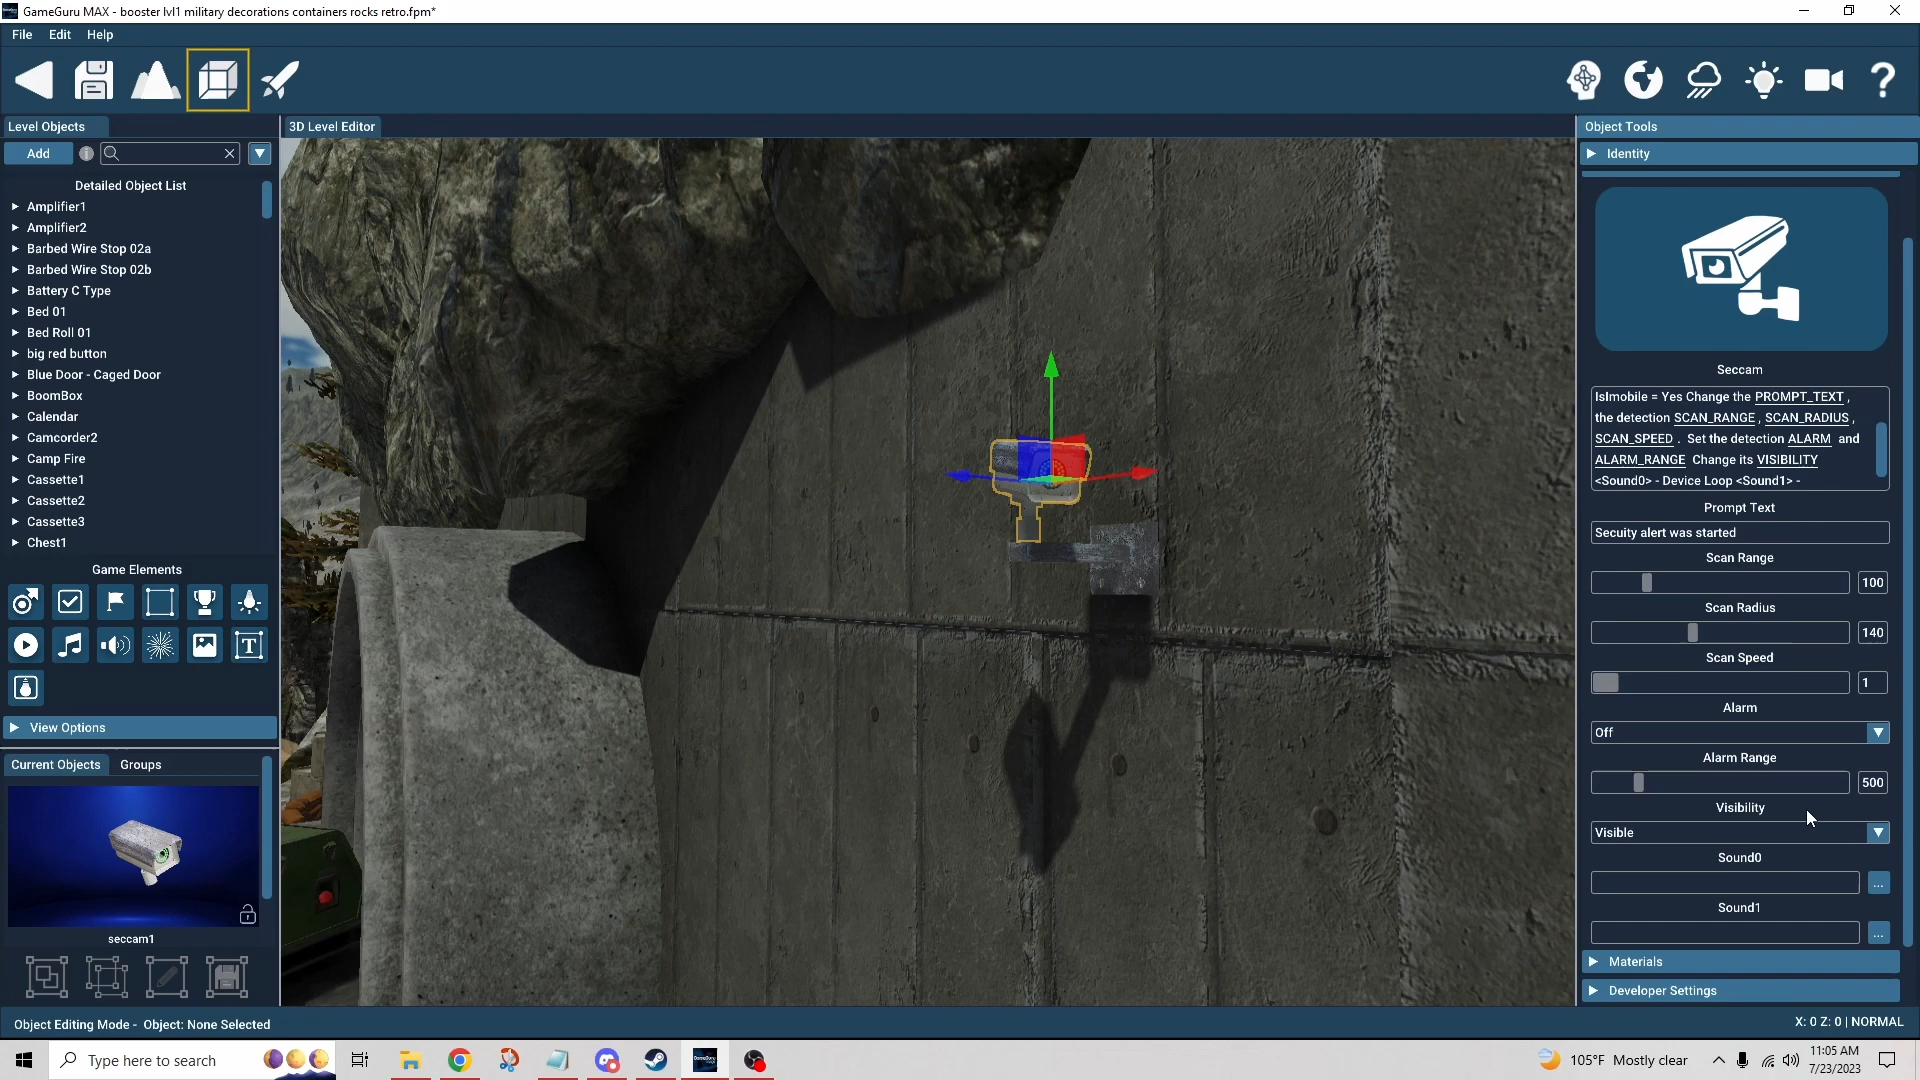 GameGuru MAX - booster lvl1 military decorations containers rocks retro.fpm*
File Edit Help
Level Objects
3D Level Editor
Object Tools
Add
Identity
Detailed Object List
Amplifier1
Amplifier2
Barbed Wire Stop 02a
Barbed Wire Stop 02b
Battery C Type
Bed 01
Bed Roll 01
big red button
Blue Door - Caged Door
BoomBox
Calendar
Camcorder2
Camp Fire
Cassette1
Cassette2
Cassette3
Chest1
Game Elements
View Options
Current Objects
Groups
seccam1
Seccam
IsImobile = Yes Change the PROMPT_TEXT ,
the detection SCAN_RANGE , SCAN_RADIUS ,
SCAN_SPEED . Set the detection ALARM and
ALARM_RANGE Change its VISIBILITY
<Sound0> - Device Loop <Sound1> -
Prompt Text
Secuity alert was started
Scan Range
100
Scan Radius
140
Scan Speed
1
Alarm
Off
Alarm Range
500
Visibility
Visible
Sound0
...
Sound1
...
Materials
Developer Settings
Object Editing Mode - Object: None Selected
X: 0 Z: 0 | NORMAL
Type here to search
105°F Mostly clear
11:05 AM
7/23/2023